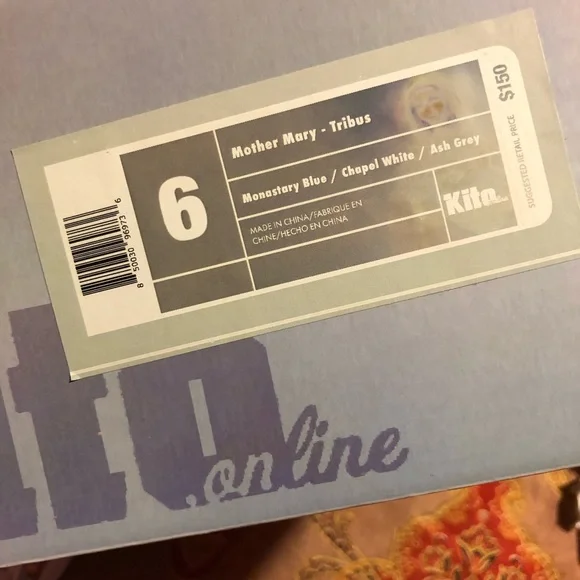 Mother Mary - Tribus
6
Monastary Blue / Chapel White / Ash Grey
MADE IN CHINA/FABRIQUE EN
CHINE/HECHO EN CHINA
Kito
SUGGESTED RETAIL PRICE $150
8 50030 96973 6
ito
.online